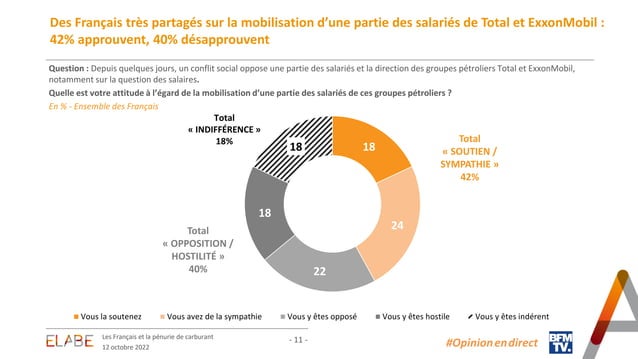 Des Français très partagés sur la mobilisation d’une partie des salariés de Total et ExxonMobil :
42% approuvent, 40% désapprouvent
Question : Depuis quelques jours, un conflit social oppose une partie des salariés et la direction des groupes pétroliers Total et ExxonMobil,
notamment sur la question des salaires.
Quelle est votre attitude à l’égard de la mobilisation d’une partie des salariés de ces groupes pétroliers ?
En % - Ensemble des Français
Total
« INDIFFÉRENCE »
18%
18
18
Total
« SOUTIEN /
SYMPATHIE »
42%
18
24
Total
« OPPOSITION /
HOSTILITÉ »
40%
22
Vous la soutenez
Vous avez de la sympathie
Vous y êtes opposé
Vous y êtes hostile
Vous y êtes indérent
ELABE
Les Français et la pénurie de carburant
12 octobre 2022
- 11 -
#Opinionendirect
BFM
TV.